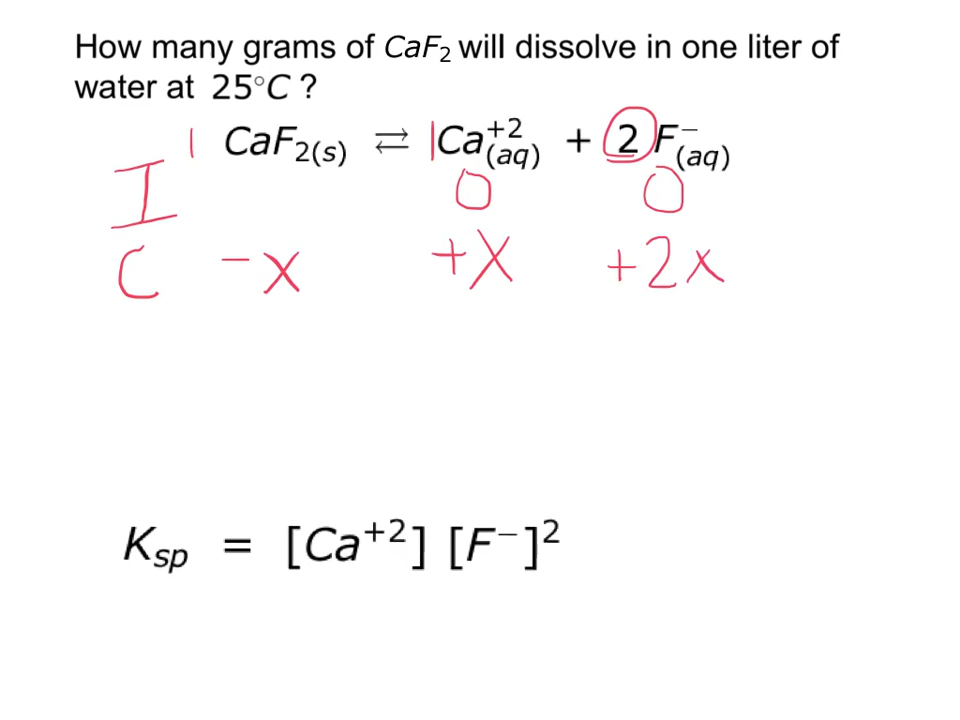 How many grams of CaF₂ will dissolve in one liter of
water at 25°C ?
1 CaF₂₍ₛ₎ ⇄ 1Ca⁺²(aq) + 2 F⁻(aq)
I 0 0
C -X +X +2x
Kₛₚ = [Ca⁺²] [F⁻]²